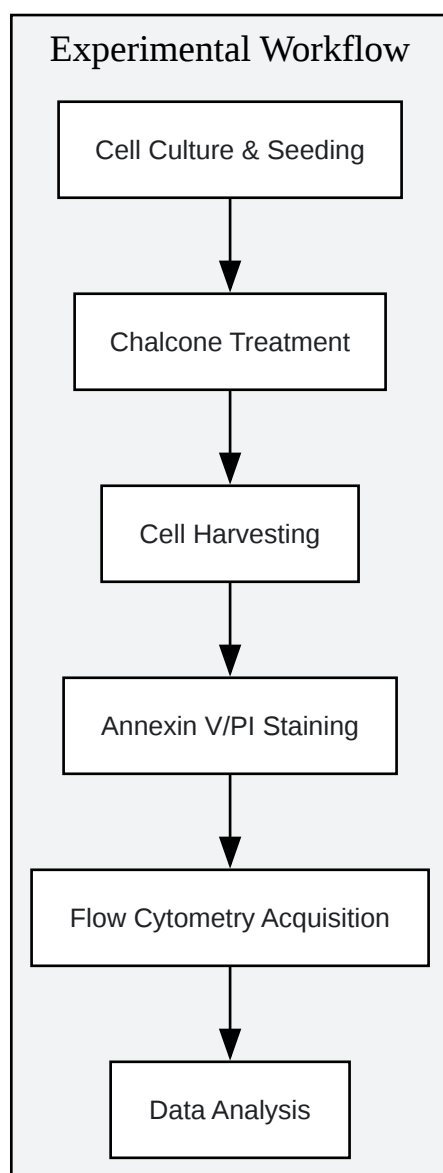 Experimental Workflow
Cell Culture & Seeding
Chalcone Treatment
Cell Harvesting
Annexin V/PI Staining
Flow Cytometry Acquisition
Data Analysis